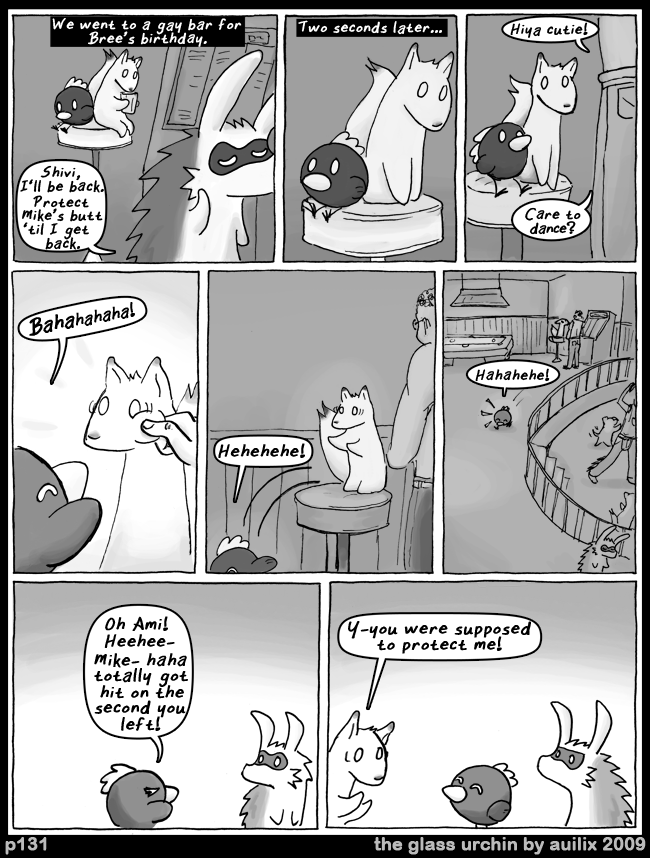 We went to a gay bar for
Bree's birthday.
Shivi,
I'll be back.
Protect
Mike's butt
'til I get
back.
Two seconds later...
Hiya cutie!
Care to
dance?
Bahahahaha!
Hehehehe!
Hahahehe!
Oh Ami!
Heehee-
Mike- haha
totally got
hit on the
second you
left!
Y-you were supposed
to protect me!
p131
the glass urchin by auilix 2009